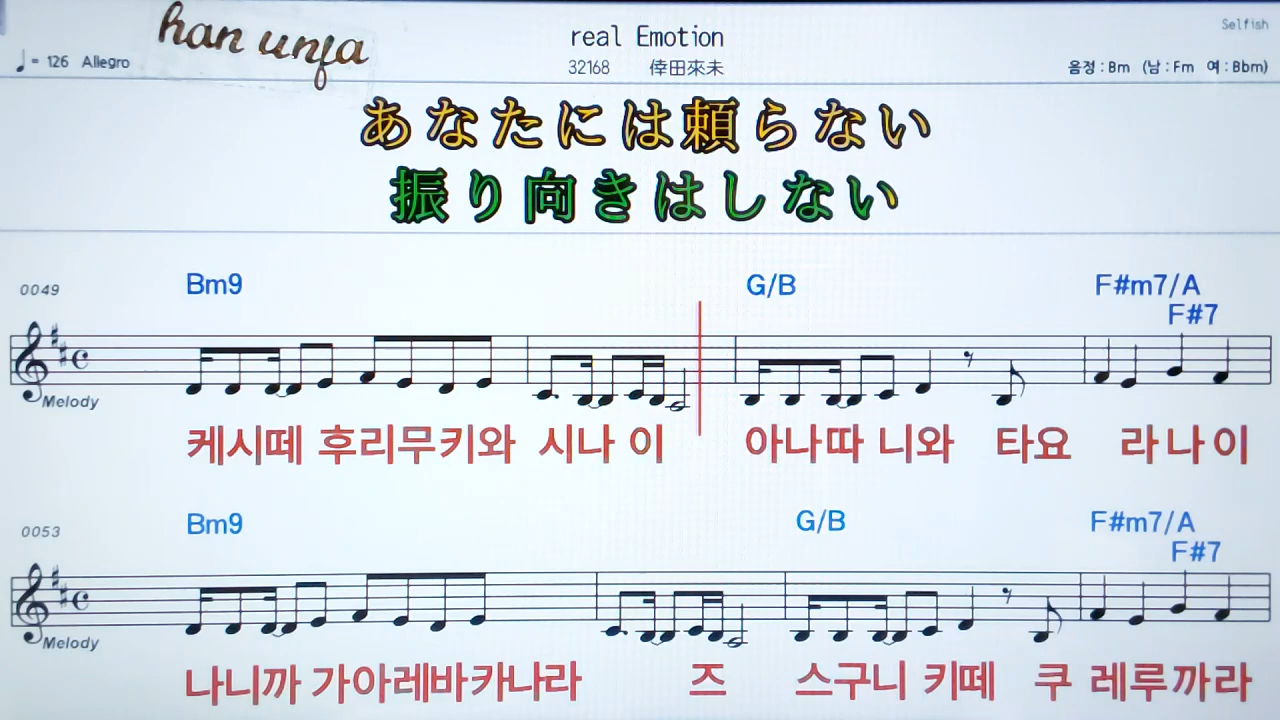 han unfa
real Emotion
Selfish
♩= 126 Allegro
32168 倖田來未
음정 : Bm (남 : Fm 여 : Bbm)
あなたには頼らない
振り向きはしない
0049
Bm9 G/B F#m7/A
F#7
Melody
케시떼 후리무키와 시나 이 아나따 니와 타요 라나이
0053
Bm9 G/B F#m7/A
F#7
Melody
나니까 가아레바카나라 즈 스구니 키떼 쿠 레루까라